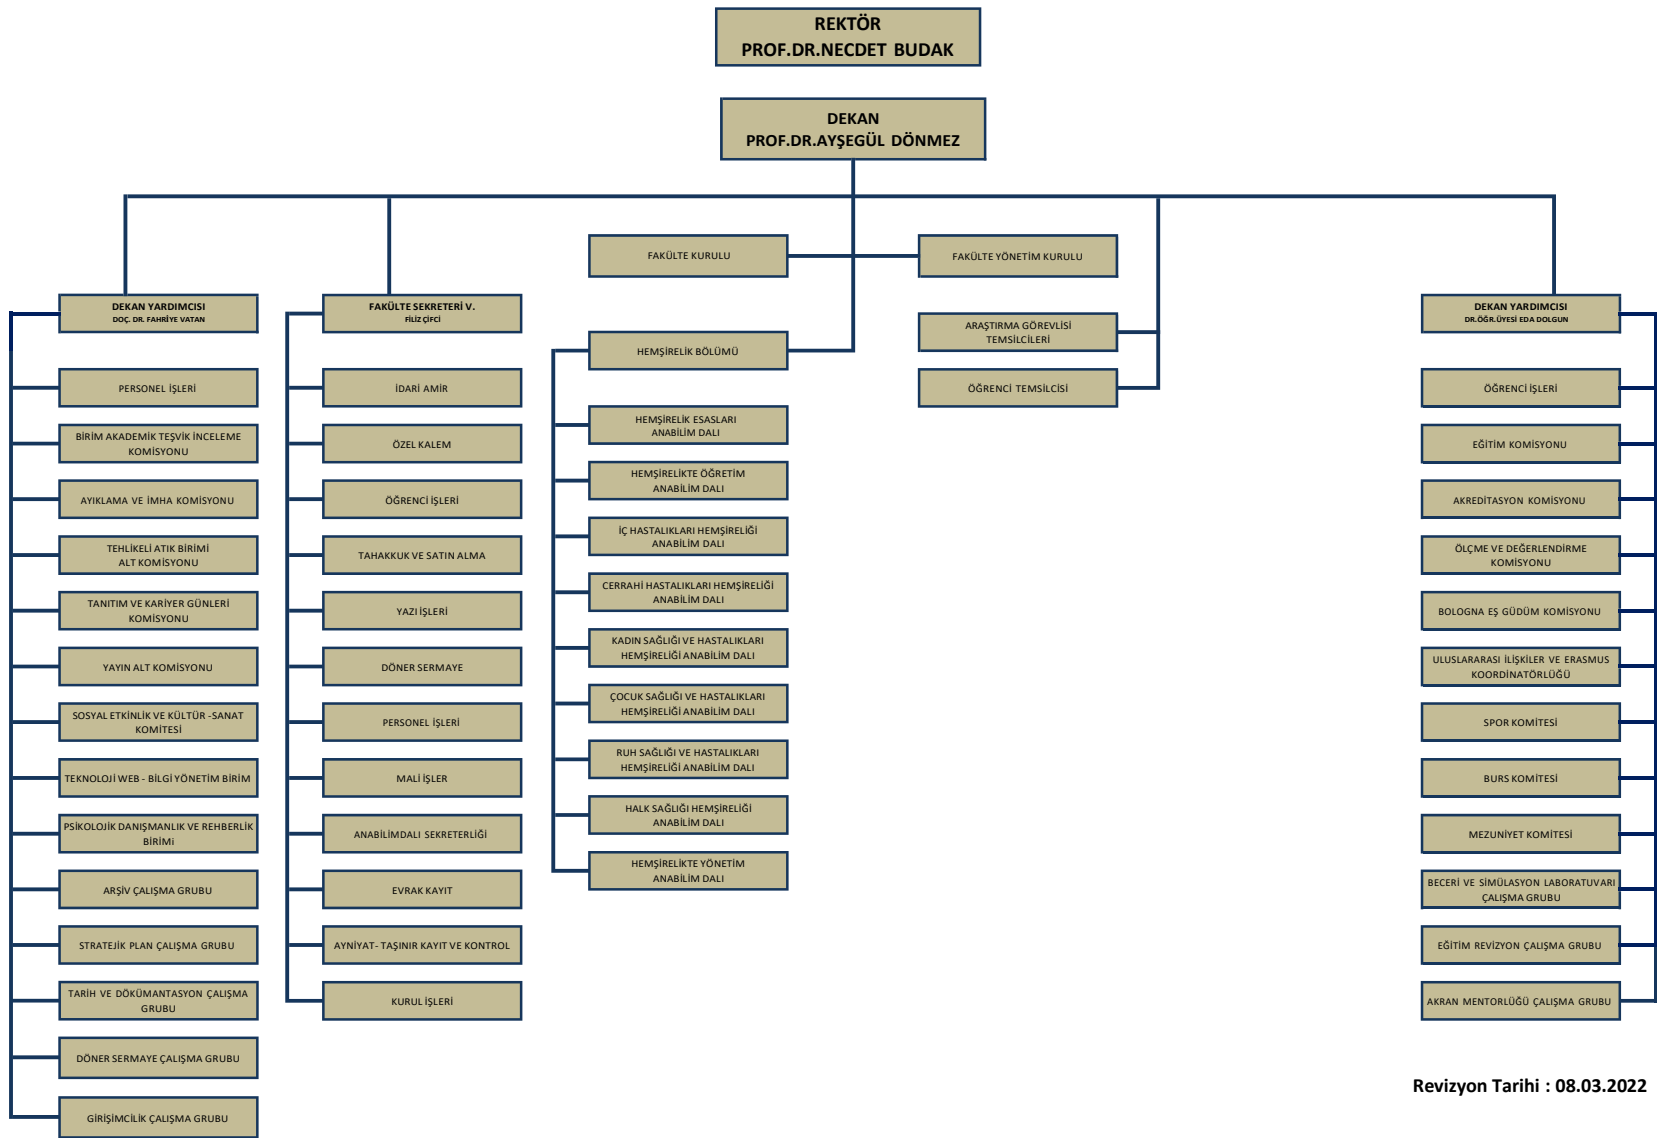 REKTÖR
PROF.DR.NECDET BUDAK
DEKAN
PROF.DR.AYŞEGÜL DÖNMEZ
FAKÜLTE KURULU
FAKÜLTE YÖNETİM KURULU
DEKAN YARDIMCISI
DOÇ. DR. FAHRİYE VATAN
PERSONEL İŞLERİ
BİRİM AKADEMİK TEŞVİK İNCELEME
KOMİSYONU
AYIKLAMA VE İMHA KOMİSYONU
TEHLİKELİ ATIK BİRİMİ
ALT KOMİSYONU
TANITIM VE KARİYER GÜNLERİ
KOMİSYONU
YAYIN ALT KOMİSYONU
SOSYAL ETKİNLİK VE KÜLTÜR -SANAT
KOMİTESİ
TEKNOLOJİ WEB - BİLGİ YÖNETİM BİRİM
PSİKOLOJİK DANIŞMANLIK VE REHBERLİK
BİRİMi
ARŞİV ÇALIŞMA GRUBU
STRATEJİK PLAN ÇALIŞMA GRUBU
TARİH VE DÖKÜMANTASYON ÇALIŞMA
GRUBU
DÖNER SERMAYE ÇALIŞMA GRUBU
GİRİŞİMCİLİK ÇALIŞMA GRUBU
FAKÜLTE SEKRETERİ V.
FİLİZ ÇİFCİ
İDARİ AMİR
ÖZEL KALEM
ÖĞRENCİ İŞLERİ
TAHAKKUK VE SATIN ALMA
YAZI İŞLERİ
DÖNER SERMAYE
PERSONEL İŞLERİ
MALİ İŞLER
ANABİLİMDALI SEKRETERLİĞİ
EVRAK KAYIT
AYNİYAT- TAŞINIR KAYIT VE KONTROL
KURUL İŞLERİ
HEMŞİRELİK BÖLÜMÜ
HEMŞİRELİK ESASLARI
ANABİLİM DALI
HEMŞİRELİKTE ÖĞRETİM
ANABİLİM DALI
İÇ HASTALIKLARI HEMŞİRELİĞİ
ANABİLİM DALI
CERRAHİ HASTALIKLARI HEMŞİRELİĞİ
ANABİLİM DALI
KADIN SAĞLIĞI VE HASTALIKLARI
HEMŞİRELİĞİ ANABİLİM DALI
ÇOCUK SAĞLIĞI VE HASTALIKLARI
HEMŞİRELİĞİ ANABİLİM DALI
RUH SAĞLIĞI VE HASTALIKLARI
HEMŞİRELİĞİ ANABİLİM DALI
HALK SAĞLIĞI HEMŞİRELİĞİ
ANABİLİM DALI
HEMŞİRELİKTE YÖNETİM
ANABİLİM DALI
ARAŞTIRMA GÖREVLİSİ
TEMSİLCİLERİ
ÖĞRENCİ TEMSİLCİSİ
DEKAN YARDIMCISI
DR.ÖĞR.ÜYESİ EDA DOLGUN
ÖĞRENCİ İŞLERİ
EĞİTİM KOMİSYONU
AKREDİTASYON KOMİSYONU
ÖLÇME VE DEĞERLENDİRME
KOMİSYONU
BOLOGNA EŞ GÜDÜM KOMİSYONU
ULUSLARARASI İLİŞKİLER VE ERASMUS
KOORDİNATÖRLÜĞÜ
SPOR KOMİTESİ
BURS KOMİTESİ
MEZUNİYET KOMİTESİ
BECERİ VE SİMÜLASYON LABORATUVARI
ÇALIŞMA GRUBU
EĞİTİM REVİZYON ÇALIŞMA GRUBU
AKRAN MENTORLÜĞÜ ÇALIŞMA GRUBU
Revizyon Tarihi : 08.03.2022